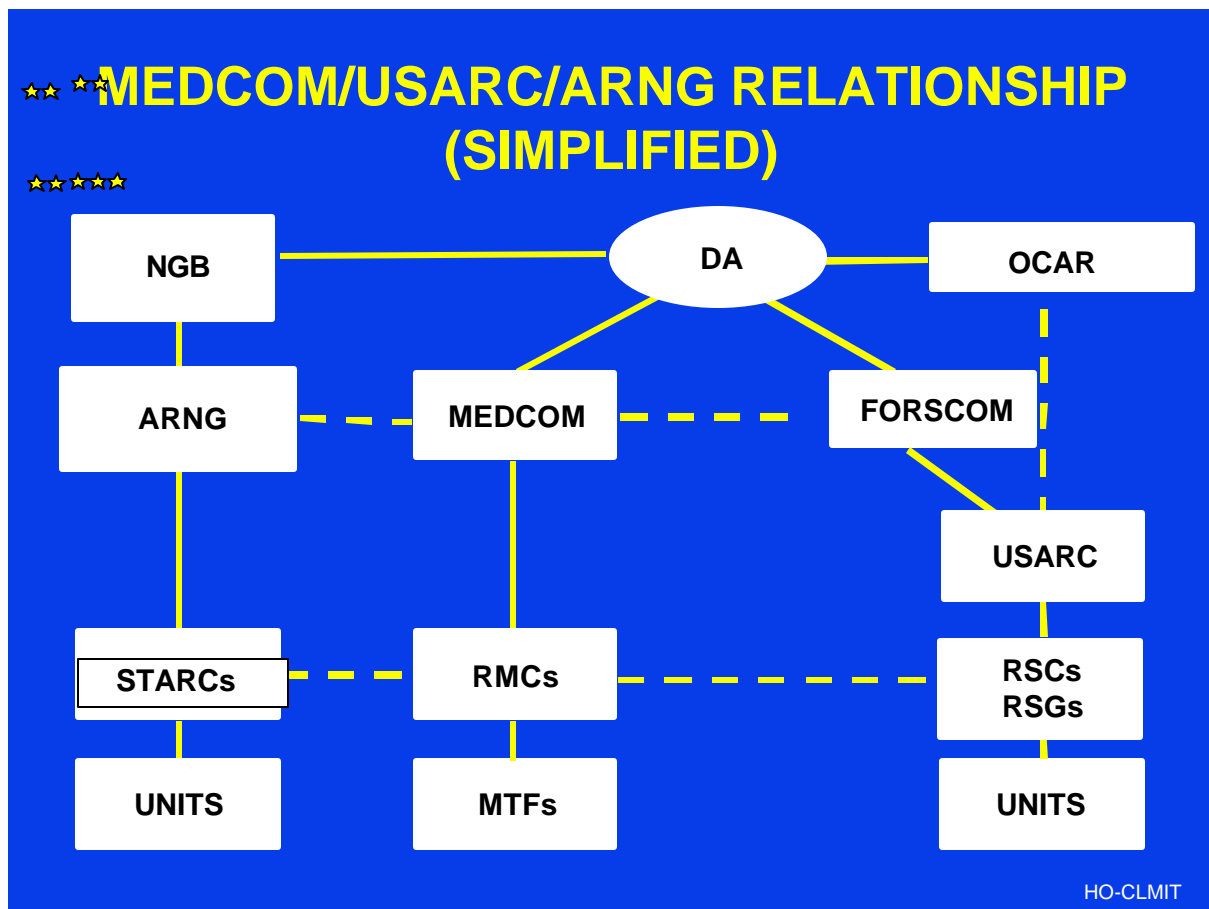 MEDCOM/USARC/ARNG RELATIONSHIP
(SIMPLIFIED)
NGB
DA
OCAR
ARNG
MEDCOM
FORSCOM
USARC
STARCs
RMCs
RSCs
RSGs
UNITS
MTFs
UNITS
HO-CLMIT